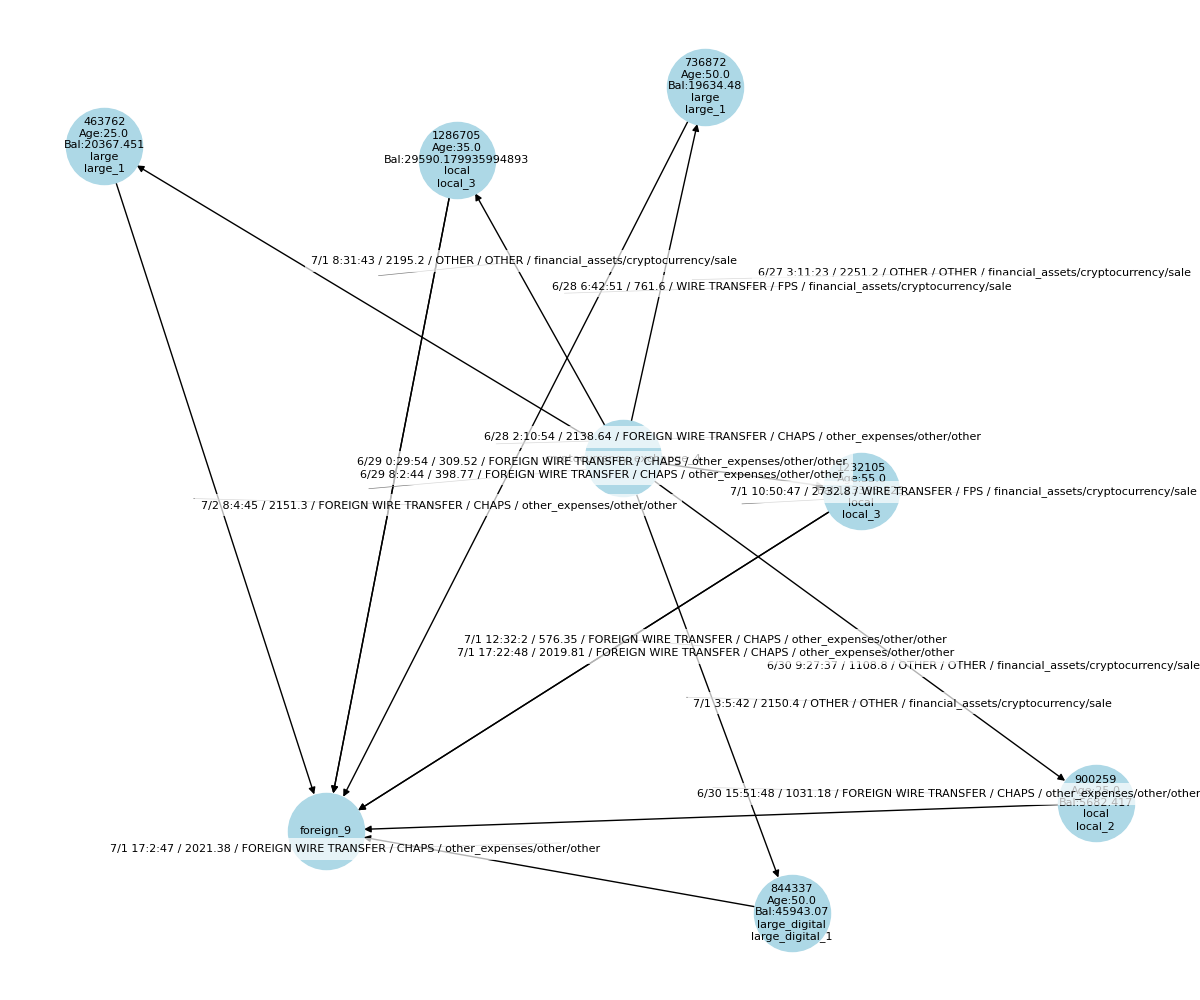 736872
Age:50.0
Bal:19634.48
large
large_1
463762
Age:25.0
Bal:20367.451
large
large_1
1286705
Age:35.0
Bal:29590.179935994893
local
local_3
7/1 8:31:43 / 2195.2 / OTHER / OTHER / financial_assets/cryptocurrency/sale
6/27 3:11:23 / 2251.2 / OTHER / OTHER / financial_assets/cryptocurrency/sale
6/28 6:42:51 / 761.6 / WIRE TRANSFER / FPS / financial_assets/cryptocurrency/sale
6/28 2:10:54 / 2138.64 / FOREIGN WIRE TRANSFER / CHAPS / other_expenses/other/other
6/29 0:29:54 / 309.52 / FOREIGN WIRE TRANSFER / CHAPS / other_expenses/other/other
6/29 8:2:44 / 398.77 / FOREIGN WIRE TRANSFER / CHAPS / other_expenses/other/other
Age:55.0
7/1 10:50:47 / 2732.8 / WIRE TRANSFER / FPS / financial_assets/cryptocurrency/sale
local
local_3
7/2 8:4:45 / 2151.3 / FOREIGN WIRE TRANSFER / CHAPS / other_expenses/other/other
7/1 12:32:2 / 576.35 / FOREIGN WIRE TRANSFER / CHAPS / other_expenses/other/other
7/1 17:22:48 / 2019.81 / FOREIGN WIRE TRANSFER / CHAPS / other_expenses/other/other
6/30 9:27:37 / 1108.8 / OTHER / OTHER / financial_assets/cryptocurrency/sale
7/1 3:5:42 / 2150.4 / OTHER / OTHER / financial_assets/cryptocurrency/sale
900259
Age:25.0
6/30 15:51:48 / 1031.18 / FOREIGN WIRE TRANSFER / CHAPS / other_expenses/other/other
Bal:5682.417
local
local_2
foreign_9
7/1 17:2:47 / 2021.38 / FOREIGN WIRE TRANSFER / CHAPS / other_expenses/other/other
844337
Age:50.0
Bal:45943.07
large_digital
large_digital_1